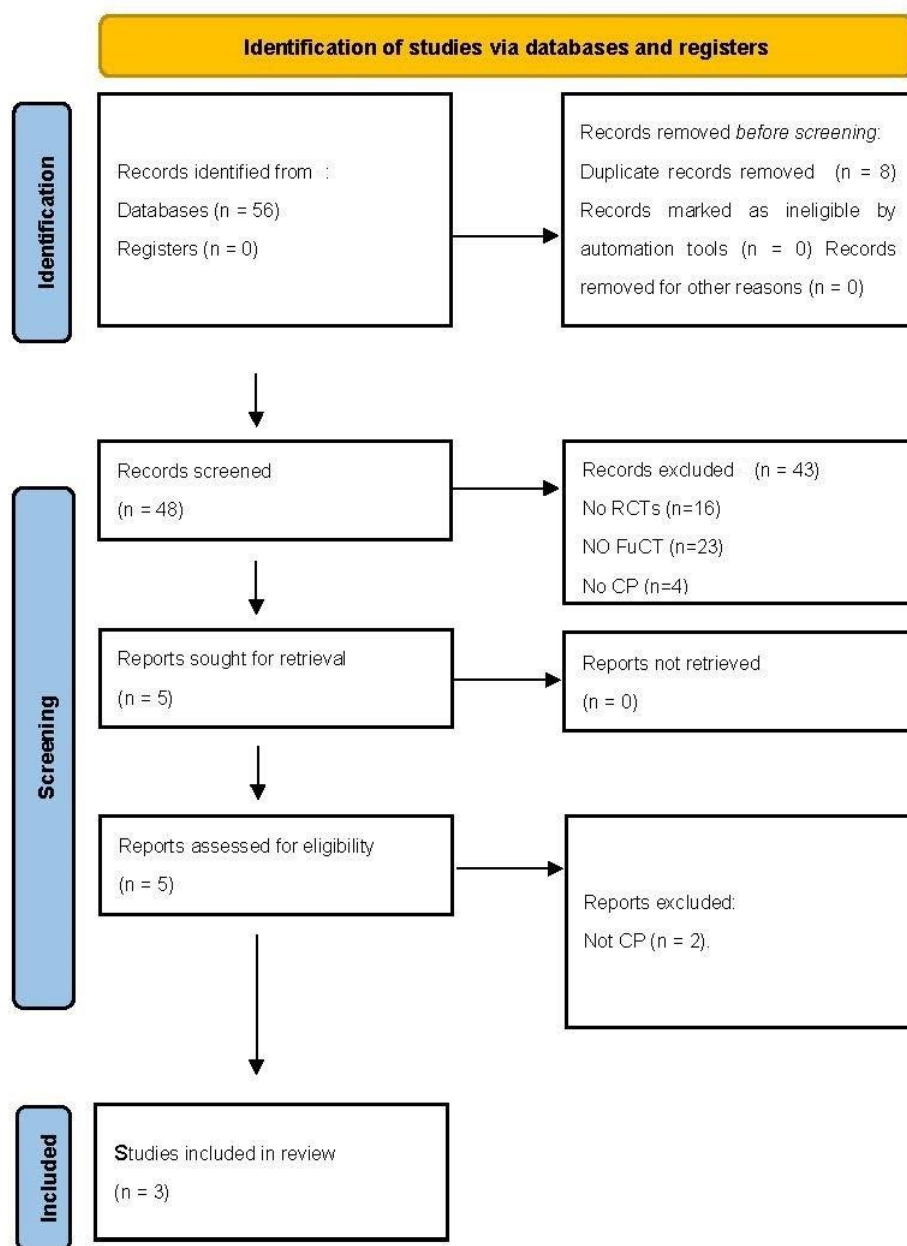 Identification of studies via databases and registers
Identification
Records identified from :
Databases (n = 56)
Registers (n = 0)
Records removed before screening:
Duplicate records removed (n = 8)
Records marked as ineligible by
automation tools (n = 0) Records
removed for other reasons (n = 0)
Screening
Records screened
(n = 48)
Records excluded (n = 43)
No RCTs (n=16)
NO FuCT (n=23)
No CP (n=4)
Reports sought for retrieval
(n = 5)
Reports not retrieved
(n = 0)
Reports assessed for eligibility
(n = 5)
Reports excluded:
Not CP (n = 2).
Included
Studies included in review
(n = 3)